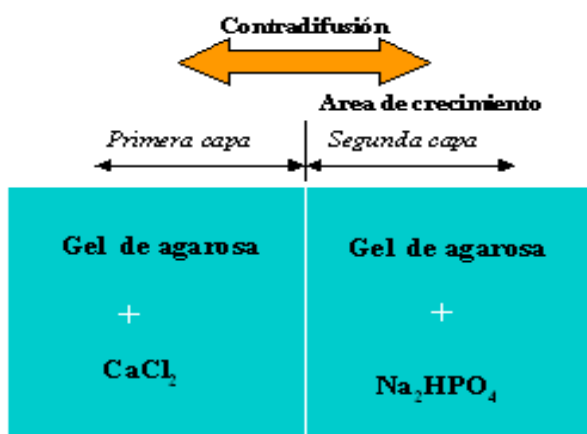 Contradifusión
Area de crecimiento
Primera capa
Segunda capa
Gel de agarosa
+
CaCl₂
Gel de agarosa
+
Na₂HPO₄